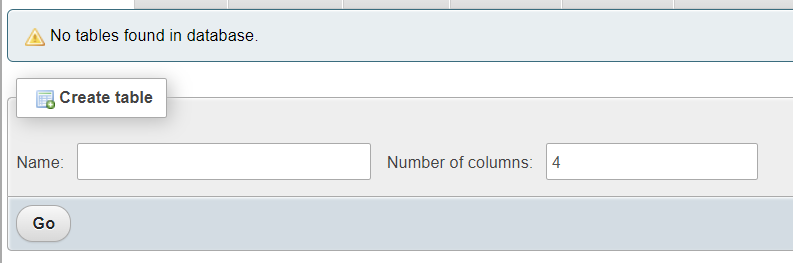 No tables found in database.
Create table
Name: Number of columns: 4
Go